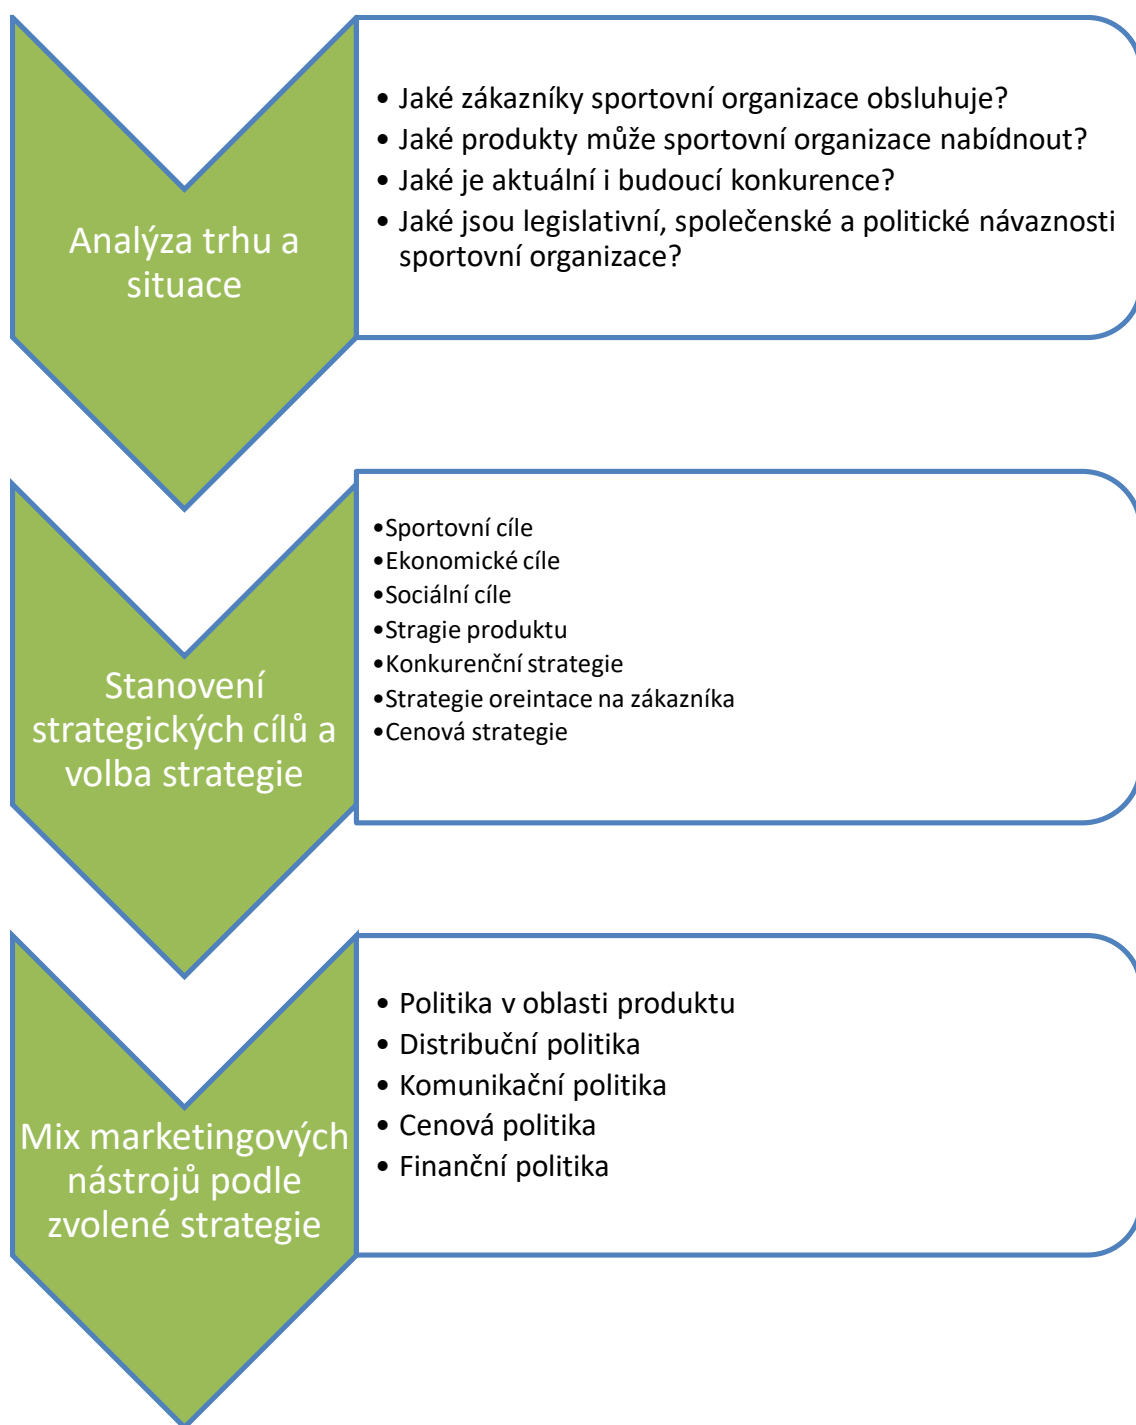 Analýza trhu a
situace
• Jaké zákazníky sportovní organizace obsluhuje?
• Jaké produkty může sportovní organizace nabídnout?
• Jaké je aktuální i budoucí konkurence?
• Jaké jsou legislativní, společenské a politické návaznosti
sportovní organizace?
Stanovení
strategických cílů a
volba strategie
•Sportovní cíle
•Ekonomické cíle
•Sociální cíle
•Stragie produktu
•Konkurenční strategie
•Strategie oreintace na zákazníka
•Cenová strategie
Mix marketingových
nástrojů podle
zvolené strategie
• Politika v oblasti produktu
• Distribuční politika
• Komunikační politika
• Cenová politika
• Finanční politika